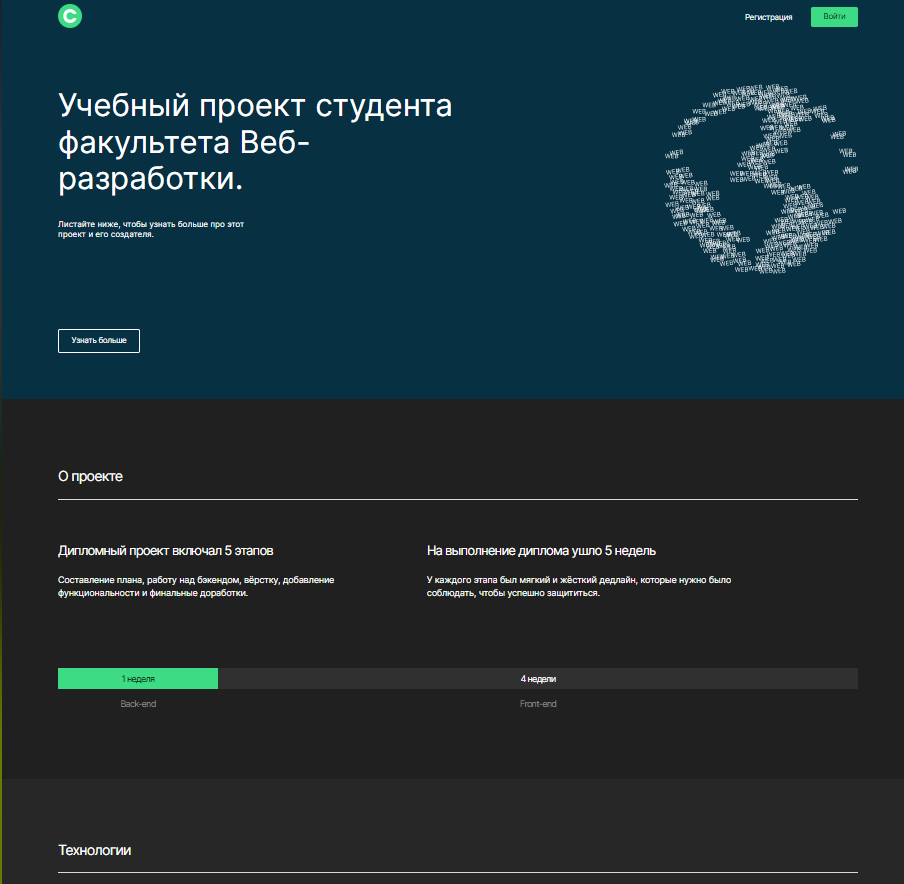 C
Регистрация
Войти
Учебный проект студента
факультета Веб-
разработки.
Листайте ниже, чтобы узнать больше про этот
проект и его создателя.
Узнать больше
О проекте
Дипломный проект включал 5 этапов
На выполнение диплома ушло 5 недель
Составление плана, работу над бэкендом, вёрстку, добавление
функциональности и финальные доработки.
У каждого этапа был мягкий и жёсткий дедлайн, которые нужно было
соблюдать, чтобы успешно защититься.
1 неделя
4 недели
Back-end
Front-end
Технологии